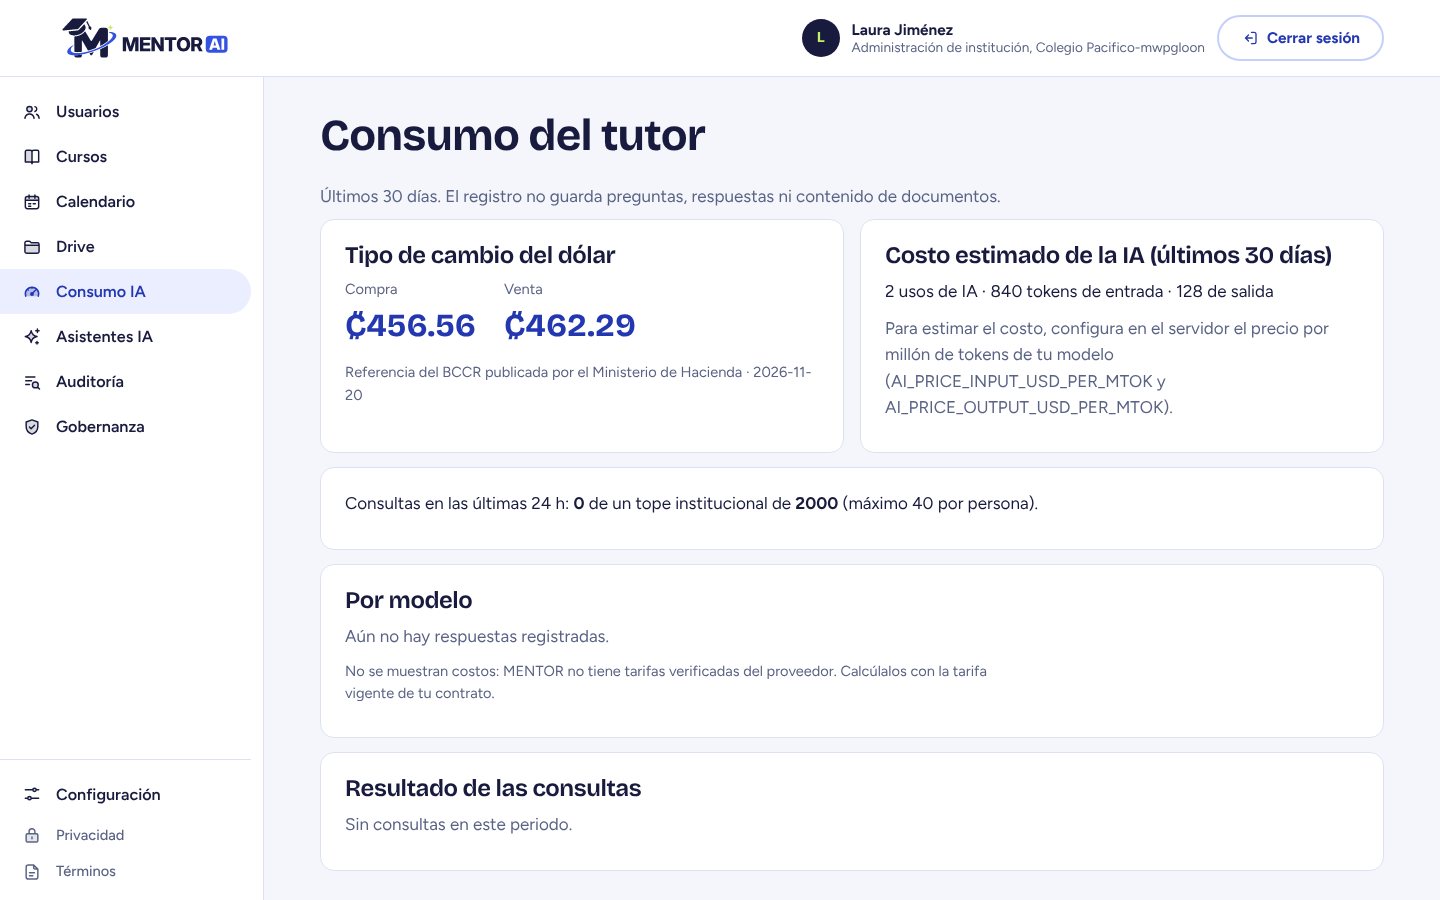 MENTOR AI
L
Laura Jiménez
Administración de institución, Colegio Pacifico-mwpgloon
Cerrar sesión
Usuarios
Cursos
Calendario
Drive
Consumo IA
Asistentes IA
Auditoría
Gobernanza
Configuración
Privacidad
Términos
Consumo del tutor
Últimos 30 días. El registro no guarda preguntas, respuestas ni contenido de documentos.
Tipo de cambio del dólar
Compra
₡456.56
Venta
₡462.29
Referencia del BCCR publicada por el Ministerio de Hacienda · 2026-11-
20
Costo estimado de la IA (últimos 30 días)
2 usos de IA · 840 tokens de entrada · 128 de salida
Para estimar el costo, configura en el servidor el precio por
millón de tokens de tu modelo
(AI_PRICE_INPUT_USD_PER_MTOK y
AI_PRICE_OUTPUT_USD_PER_MTOK).
Consultas en las últimas 24 h: 0 de un tope institucional de 2000 (máximo 40 por persona).
Por modelo
Aún no hay respuestas registradas.
No se muestran costos: MENTOR no tiene tarifas verificadas del proveedor. Calcúlalos con la tarifa
vigente de tu contrato.
Resultado de las consultas
Sin consultas en este periodo.